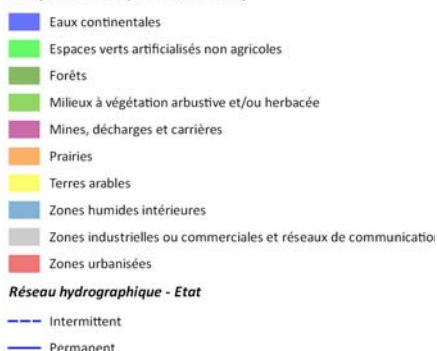 Eaux continentales
Espaces verts artificialisés non agricoles
Forêts
Milieux à végétation arbustive et/ou herbacée
Mines, décharges et carrières
Prairies
Terres arables
Zones humides intérieures
Zones industrielles ou commerciales et réseaux de communicatio
Zones urbanisées
Réseau hydrographique - Etat
Intermittent
Permanent